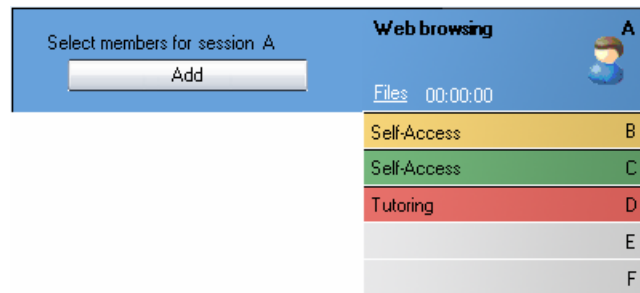 Select members for session A
Add
Web browsing A
Files 00:00:00
Self-Access B
Self-Access C
Tutoring D
E
F